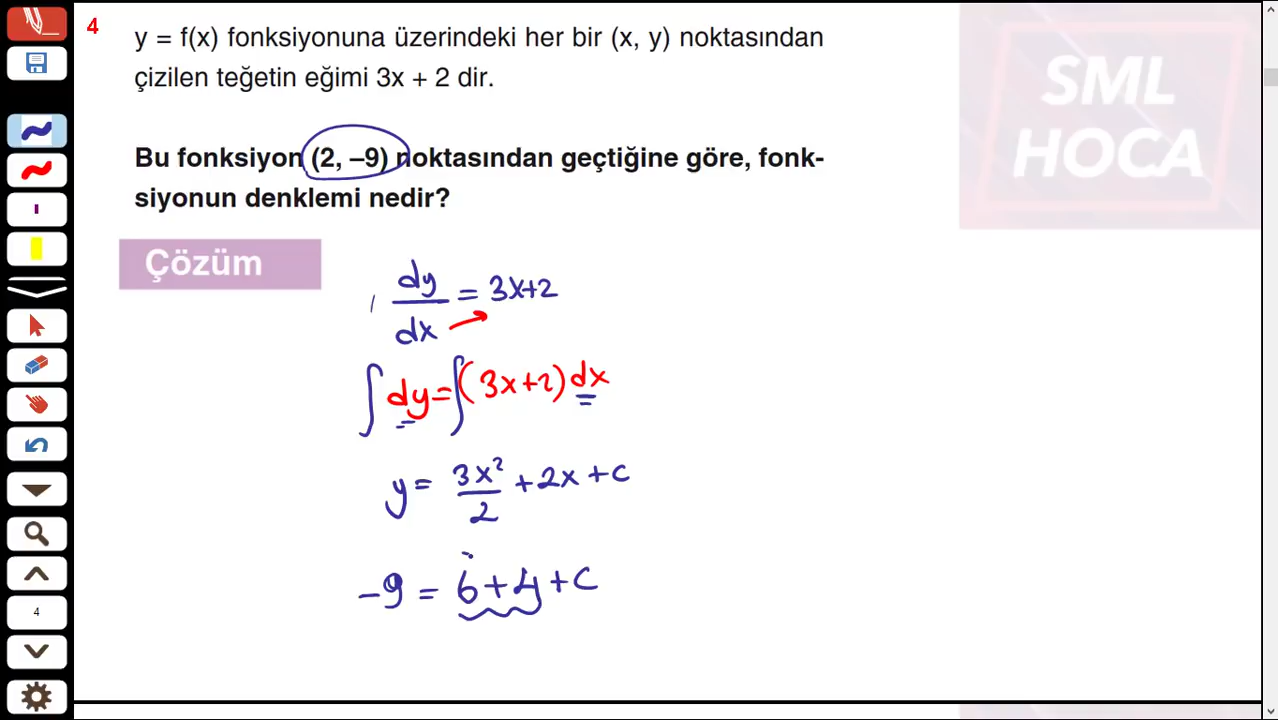 4
y = f(x) fonksiyonuna üzerindeki her bir (x, y) noktasından
çizilen teğetin eğimi 3x + 2 dir.
SML
HOCA
Bu fonksiyon (2, –9) noktasından geçtiğine göre, fonk-
siyonun denklemi nedir?
Çözüm
dy/dx = 3x+2
∫ dy = ∫ (3x+2) dx
y = 3x²/2 + 2x + c
-9 = 6+4+c
4